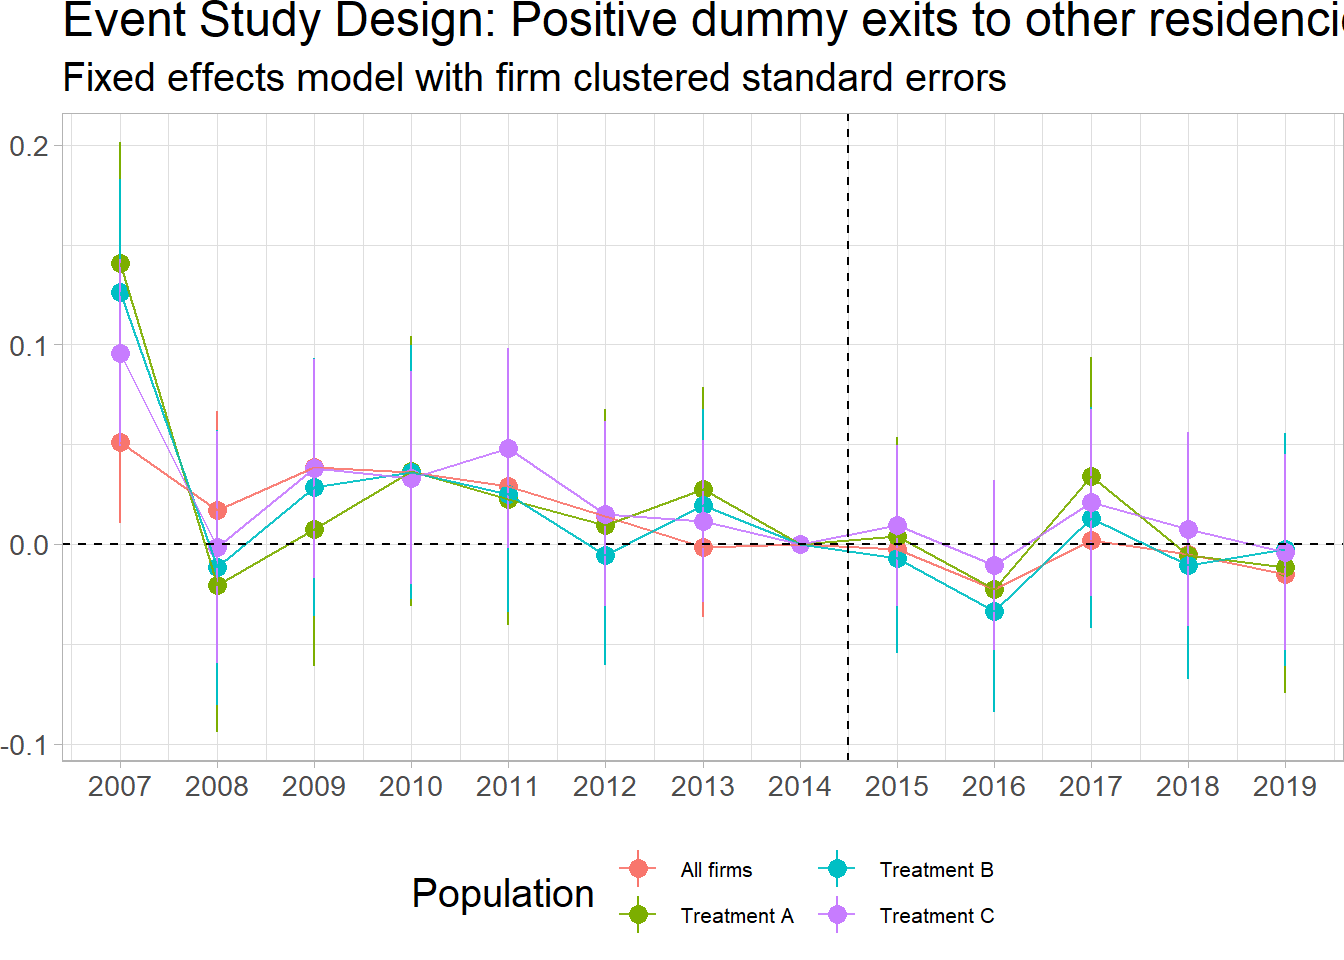 Event Study Design: Positive dummy exits to other residenci
Fixed effects model with firm clustered standard errors
0.2
0.1
0.0
-0.1
2007 2008 2009 2010 2011 2012 2013 2014 2015 2016 2017 2018 2019
Population
All firms
Treatment A
Treatment B
Treatment C